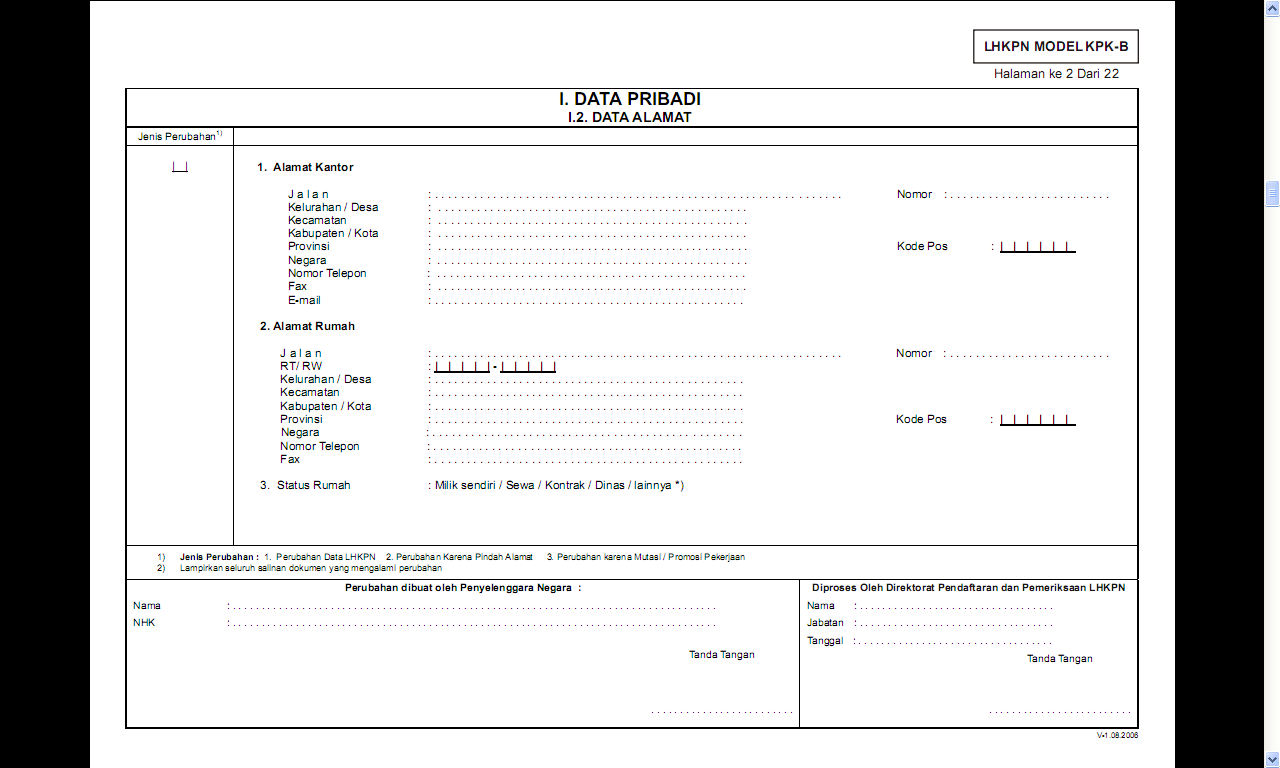 LHKPN MODEL KPK-B
Halaman ke 2 Dari 22
I. DATA PRIBADI
I.2. DATA ALAMAT
Jenis Perubahan1)
1. Alamat Kantor
J a l a n : Nomor :
Kelurahan / Desa :
Kecamatan :
Kabupaten / Kota :
Provinsi : Kode Pos :
Negara :
Nomor Telepon :
Fax :
E-mail :
2. Alamat Rumah
J a l a n : Nomor :
RT/ RW : -
Kelurahan / Desa :
Kecamatan :
Kabupaten / Kota :
Provinsi : Kode Pos :
Negara :
Nomor Telepon :
Fax :
3. Status Rumah : Milik sendiri / Sewa / Kontrak / Dinas / lainnya *)
1) Jenis Perubahan : 1. Perubahan Data LHKPN 2. Perubahan Karena Pindah Alamat 3. Perubahan karena Mutasi / Promosi Pekerjaan
2) Lampirkan seluruh salinan dokumen yang mengalami perubahan
Perubahan dibuat oleh Penyelenggara Negara :
Nama :
NHK :
Tanda Tangan
Diproses Oleh Direktorat Pendaftaran dan Pemeriksaan LHKPN
Nama :
Jabatan :
Tanggal :
Tanda Tangan
V-1.08.2006